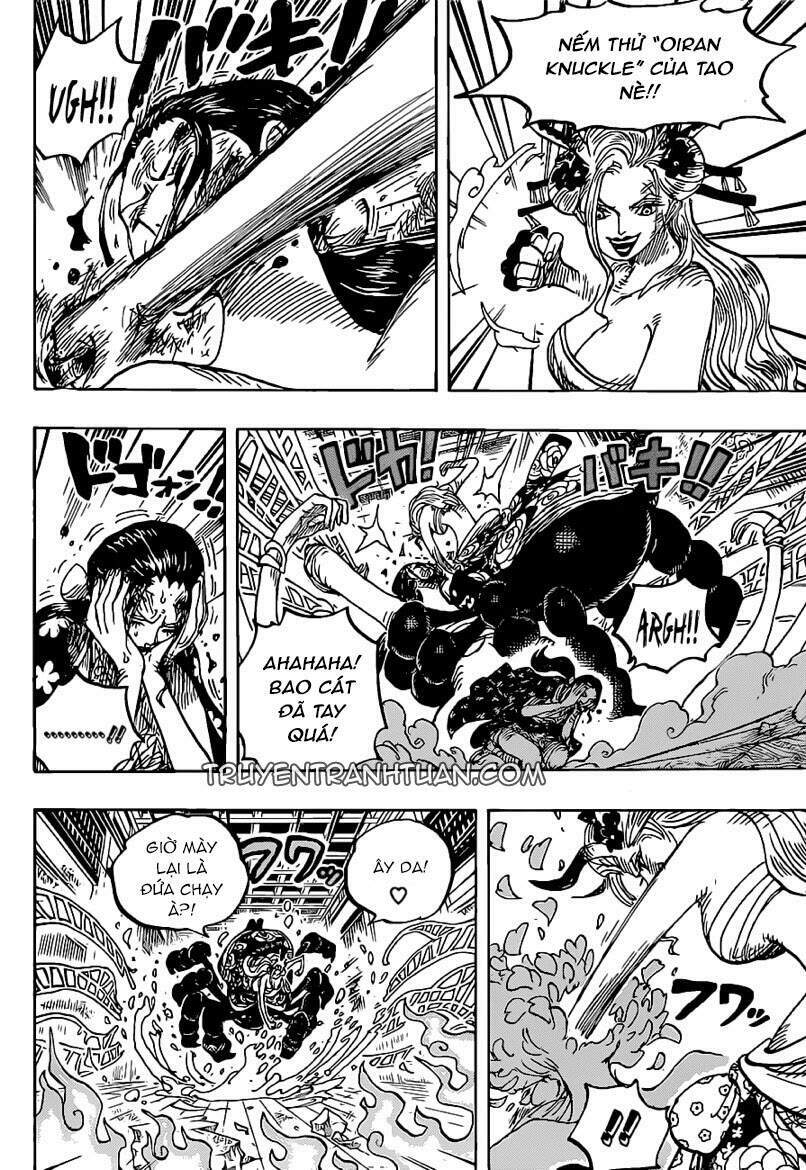 NẾM THỬ "OIRAN
KNUCKLE" CỦA TAO
NÈ!!
バキ!!
UGH!!
バキ!!
ARGH!!
ドカ!
AHAHAHA!
BAO CÁT
ĐÃ TAY
QUÁ!
ドゴォン!!
............!!
TRUYENTRANHTUAN.COM
フワッ
!!
フワッ
ÂY DA!
♡
GIỜ MÀY
LẠI LÀ
ĐỨA CHẠY
À?!